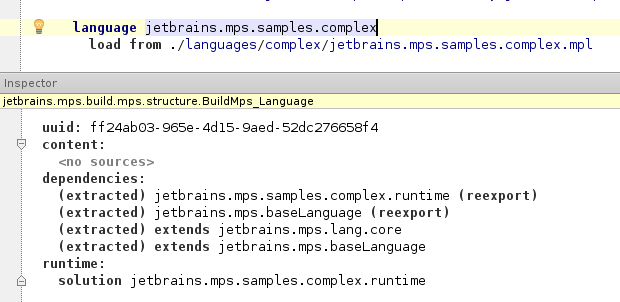 language jetbrains.mps.samples.complex
load from ./languages/complex/jetbrains.mps.samples.complex.mpl
Inspector
jetbrains.mps.build.mps.structure.BuildMps_Language
uuid: ff24ab03-965e-4d15-9aed-52dc276658f4
content:
<no sources>
dependencies:
(extracted) jetbrains.mps.samples.complex.runtime (reexport)
(extracted) jetbrains.mps.baseLanguage (reexport)
(extracted) extends jetbrains.mps.lang.core
(extracted) extends jetbrains.mps.baseLanguage
runtime:
solution jetbrains.mps.samples.complex.runtime